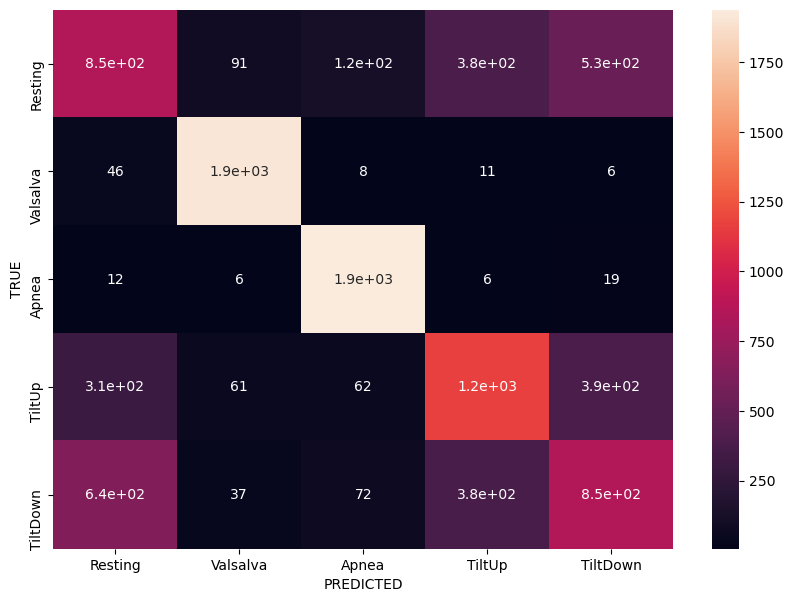 Resting 8.5e+02 91 1.2e+02 3.8e+02 5.3e+02
Valsalva 46 1.9e+03 8 11 6
Apnea 12 6 1.9e+03 6 19
TiltUp 3.1e+02 61 62 1.2e+03 3.9e+02
TiltDown 6.4e+02 37 72 3.8e+02 8.5e+02
TRUE
Resting Valsalva Apnea TiltUp TiltDown
PREDICTED
1750
1500
1250
1000
750
500
250